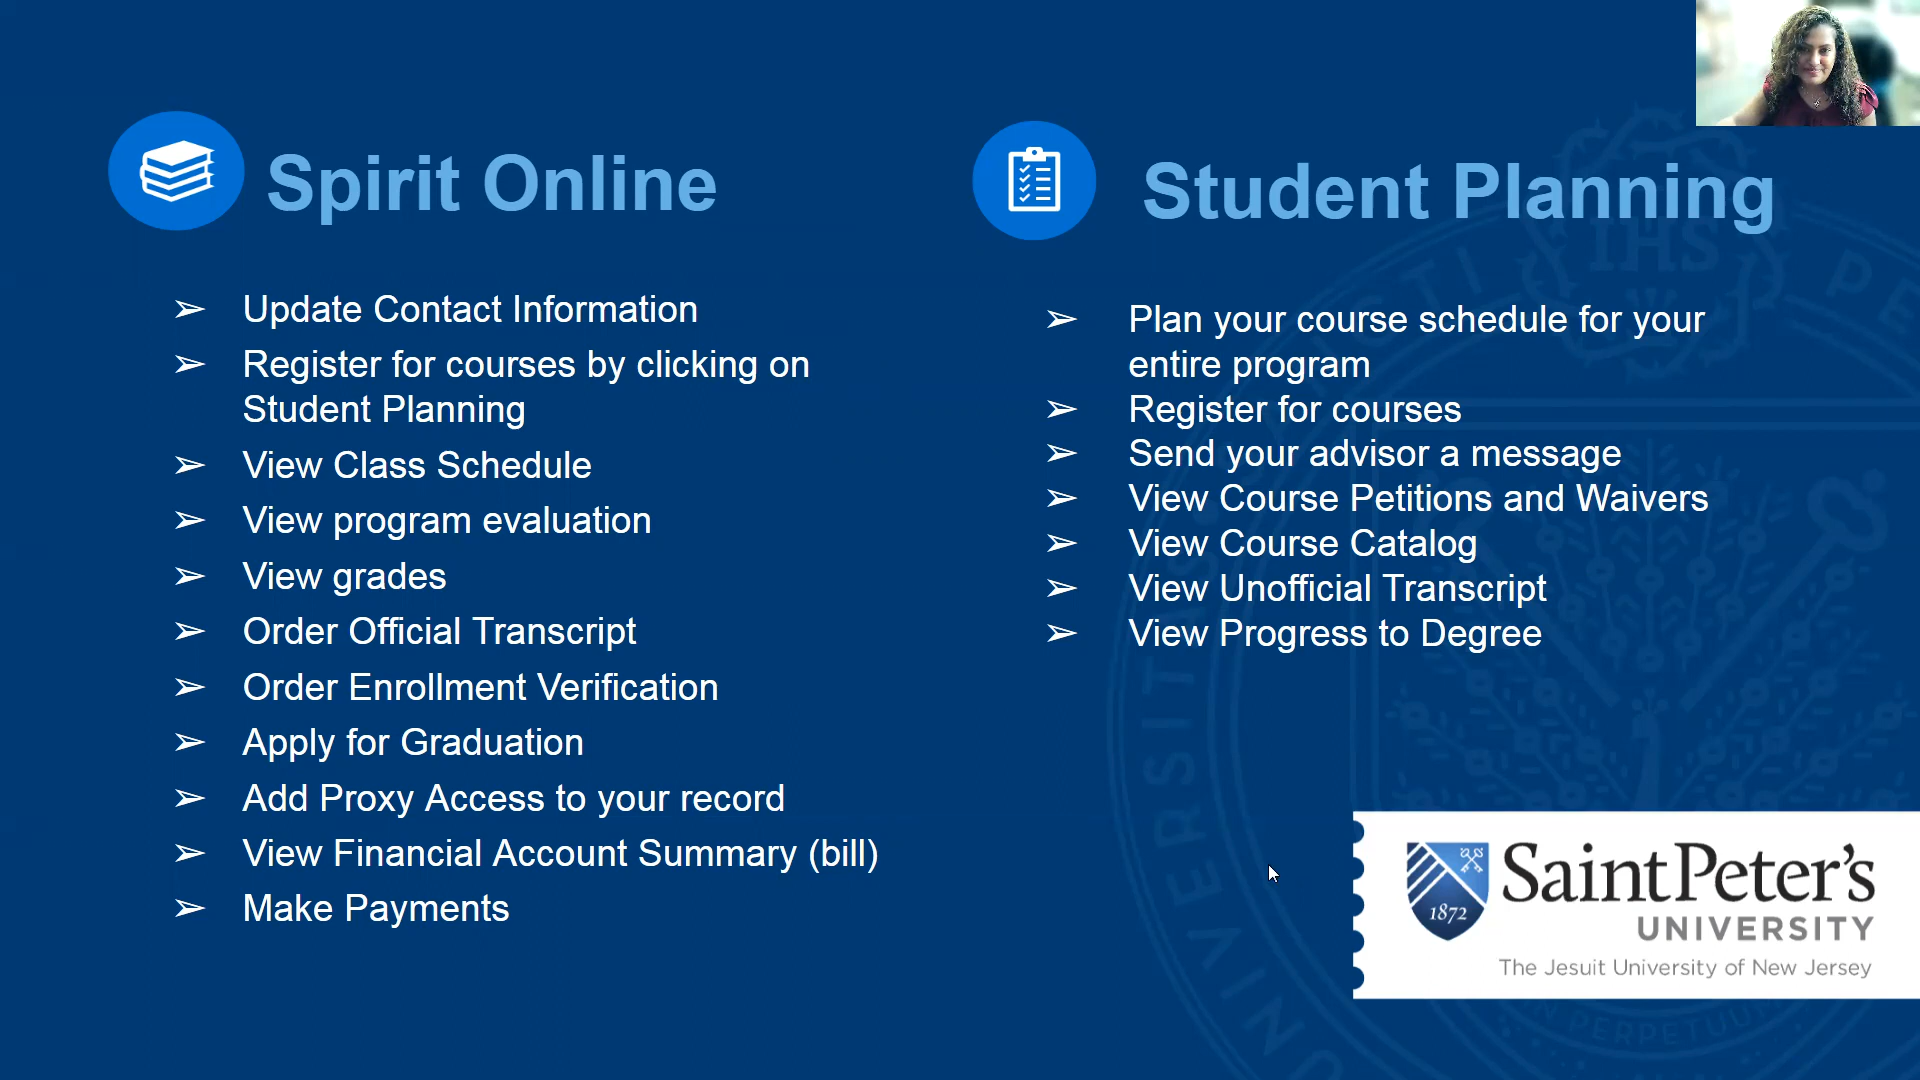 Spirit Online
➢ Update Contact Information
➢ Register for courses by clicking on
Student Planning
➢ View Class Schedule
➢ View program evaluation
➢ View grades
➢ Order Official Transcript
➢ Order Enrollment Verification
➢ Apply for Graduation
➢ Add Proxy Access to your record
➢ View Financial Account Summary (bill)
➢ Make Payments
Student Planning
➢ Plan your course schedule for your
entire program
➢ Register for courses
➢ Send your advisor a message
➢ View Course Petitions and Waivers
➢ View Course Catalog
➢ View Unofficial Transcript
➢ View Progress to Degree
IHS
1872
Saint Peter's
UNIVERSITY
The Jesuit University of New Jersey